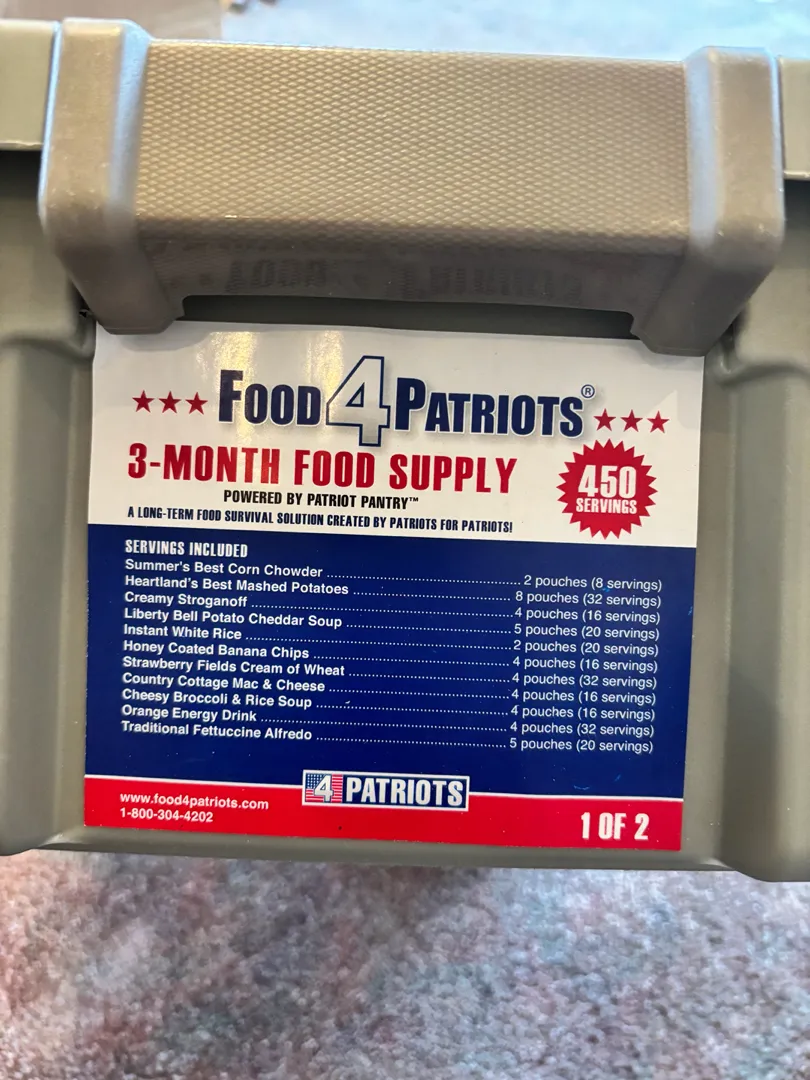 FOOD4PATRIOTS®
3-MONTH FOOD SUPPLY
POWERED BY PATRIOT PANTRY™
A LONG-TERM FOOD SURVIVAL SOLUTION CREATED BY PATRIOTS FOR PATRIOTS!
450
SERVINGS
SERVINGS INCLUDED
Summer's Best Corn Chowder ........ 2 pouches (8 servings)
Heartland's Best Mashed Potatoes ........ 8 pouches (32 servings)
Creamy Stroganoff ........ 4 pouches (16 servings)
Liberty Bell Potato Cheddar Soup ........ 5 pouches (20 servings)
Instant White Rice ........ 2 pouches (20 servings)
Honey Coated Banana Chips ........ 4 pouches (16 servings)
Strawberry Fields Cream of Wheat ........ 4 pouches (32 servings)
Country Cottage Mac & Cheese ........ 4 pouches (16 servings)
Cheesy Broccoli & Rice Soup ........ 4 pouches (16 servings)
Orange Energy Drink ........ 4 pouches (32 servings)
Traditional Fettuccine Alfredo ........ 5 pouches (20 servings)
4 PATRIOTS
www.food4patriots.com
1-800-304-4202
1 OF 2